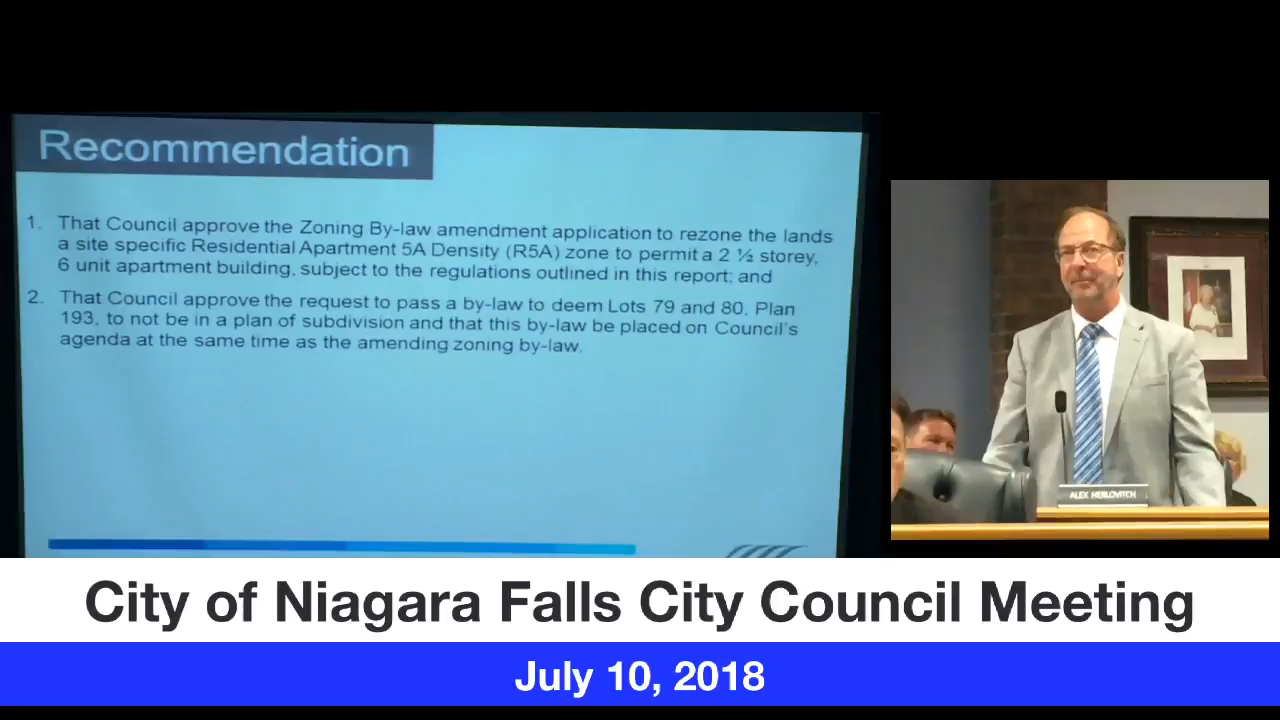 Recommendation
1. That Council approve the Zoning By-law amendment application to rezone the lands
a site specific Residential Apartment 5A Density (R5A) zone to permit a 2 ½ storey,
6 unit apartment building, subject to the regulations outlined in this report; and
2. That Council approve the request to pass a by-law to deem Lots 79 and 80, Plan
193, to not be in a plan of subdivision and that this by-law be placed on Council's
agenda at the same time as the amending zoning by-law.
ALEX HERLOVITCH
City of Niagara Falls City Council Meeting
July 10, 2018